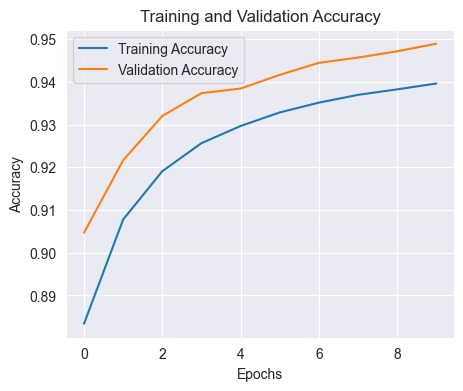 Training and Validation Accuracy
Training Accuracy
Validation Accuracy
0.95
0.94
0.93
0.92
0.91
0.90
0.89
Accuracy
0 2 4 6 8
Epochs